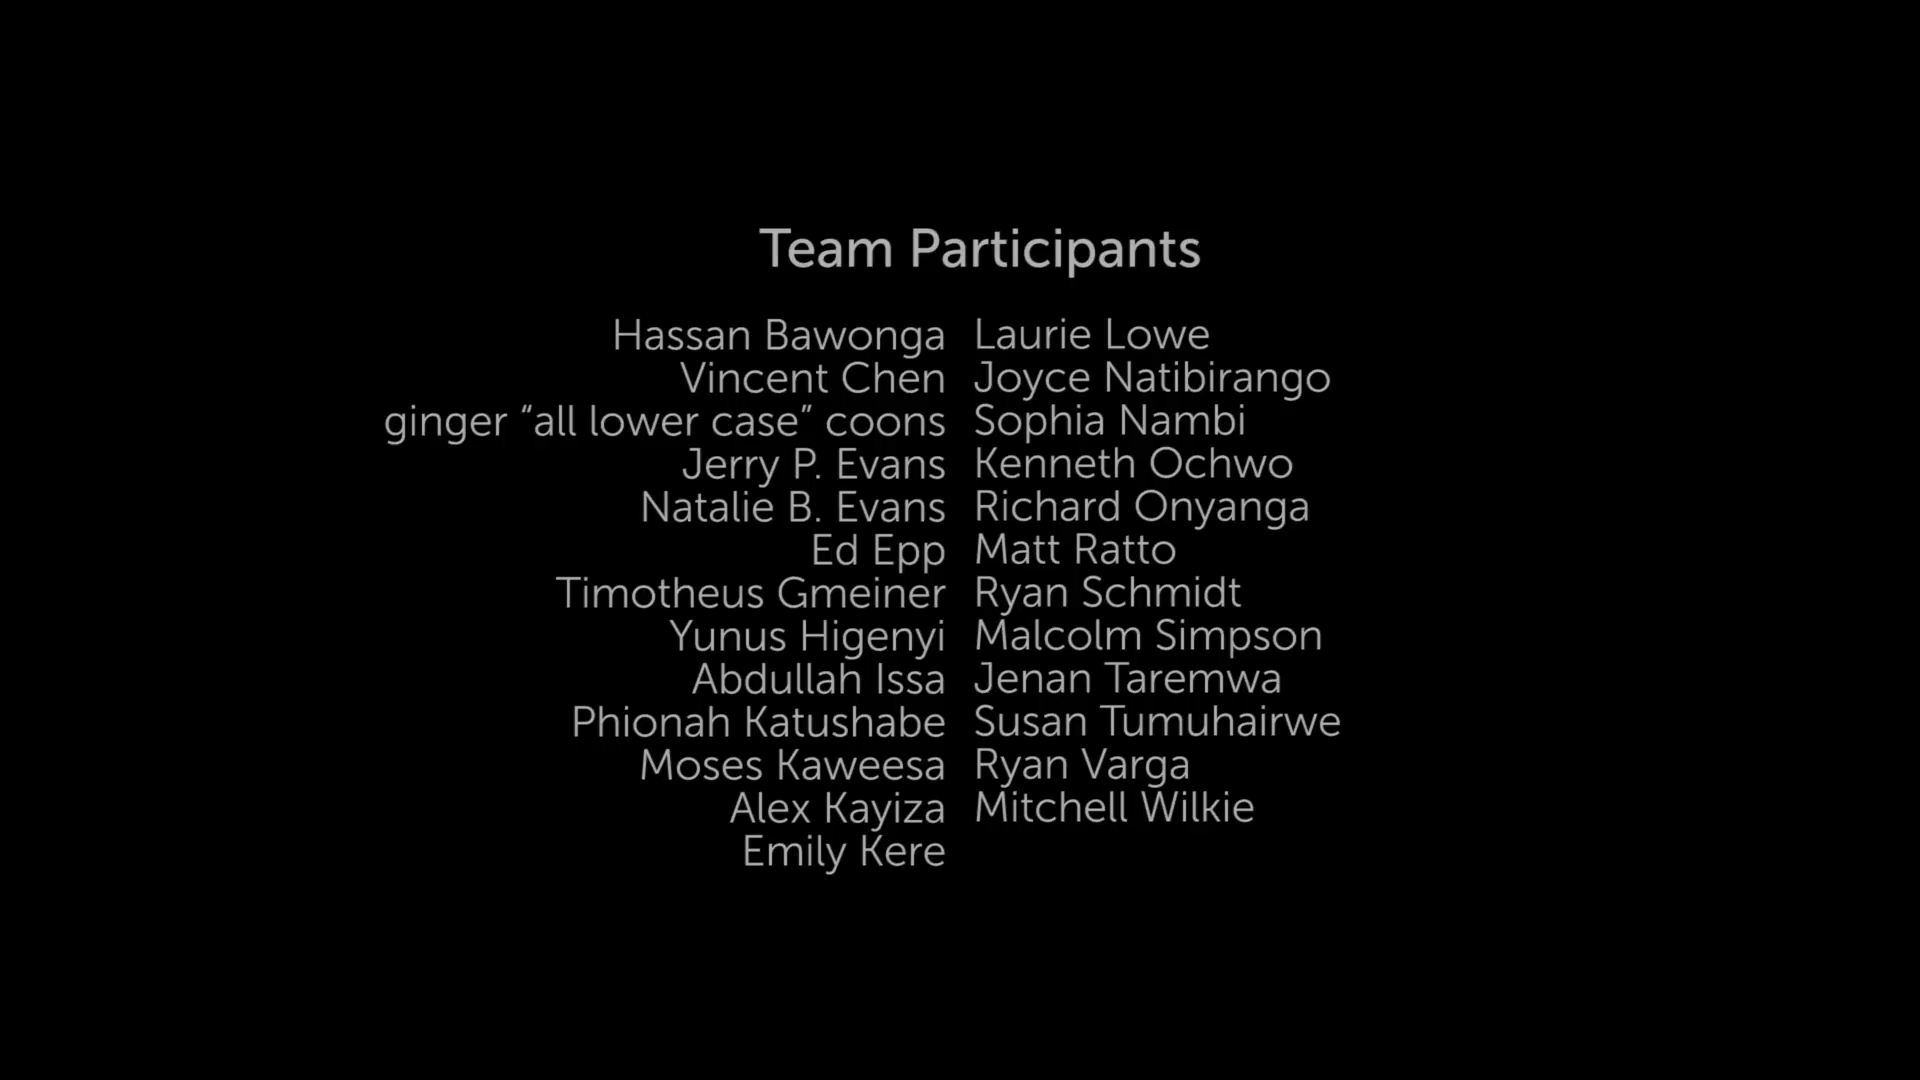 Team Participants
Hassan Bawonga
Vincent Chen
ginger “all lower case” coons
Jerry P. Evans
Natalie B. Evans
Ed Epp
Timotheus Gmeiner
Yunus Higenyi
Abdullah Issa
Phionah Katushabe
Moses Kaweesa
Alex Kayiza
Emily Kere
Laurie Lowe
Joyce Natibirango
Sophia Nambi
Kenneth Ochwo
Richard Onyanga
Matt Ratto
Ryan Schmidt
Malcolm Simpson
Jenan Taremwa
Susan Tumuhairwe
Ryan Varga
Mitchell Wilkie